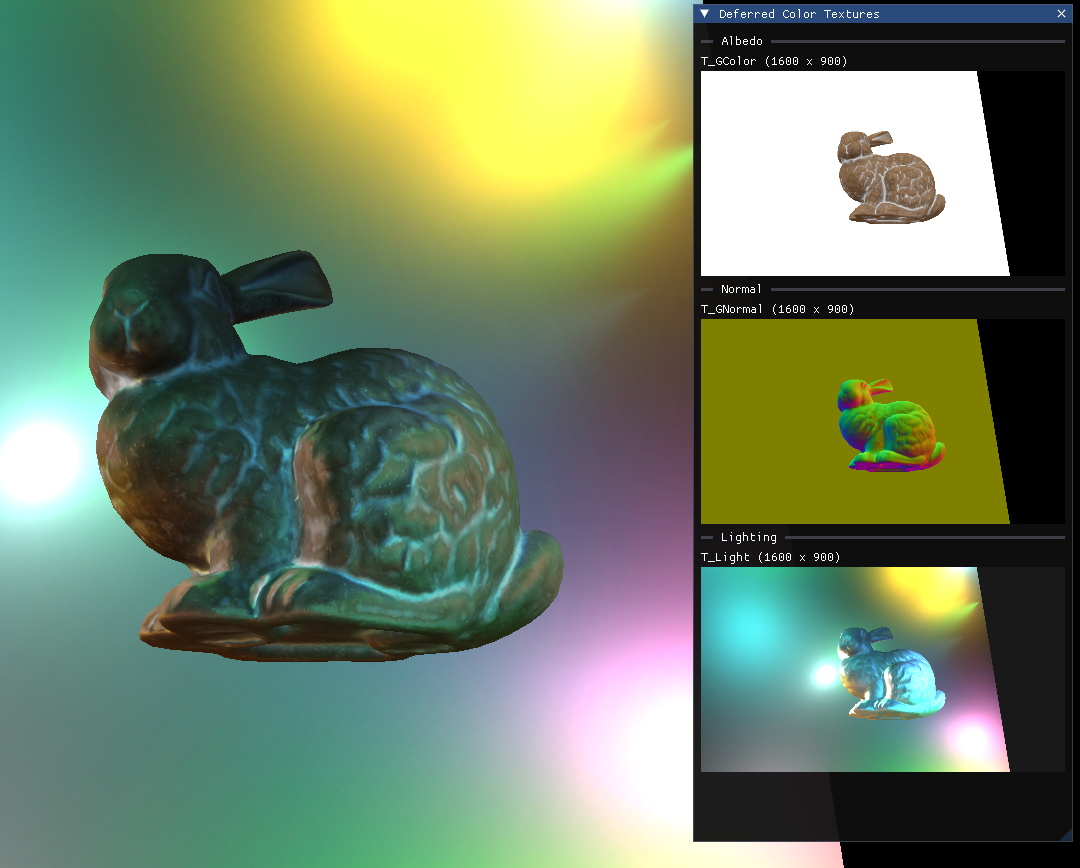 Deferred Color Textures
Albedo
T_GColor (1600 x 900)
Normal
T_GNormal (1600 x 900)
Lighting
T_Light (1600 x 900)